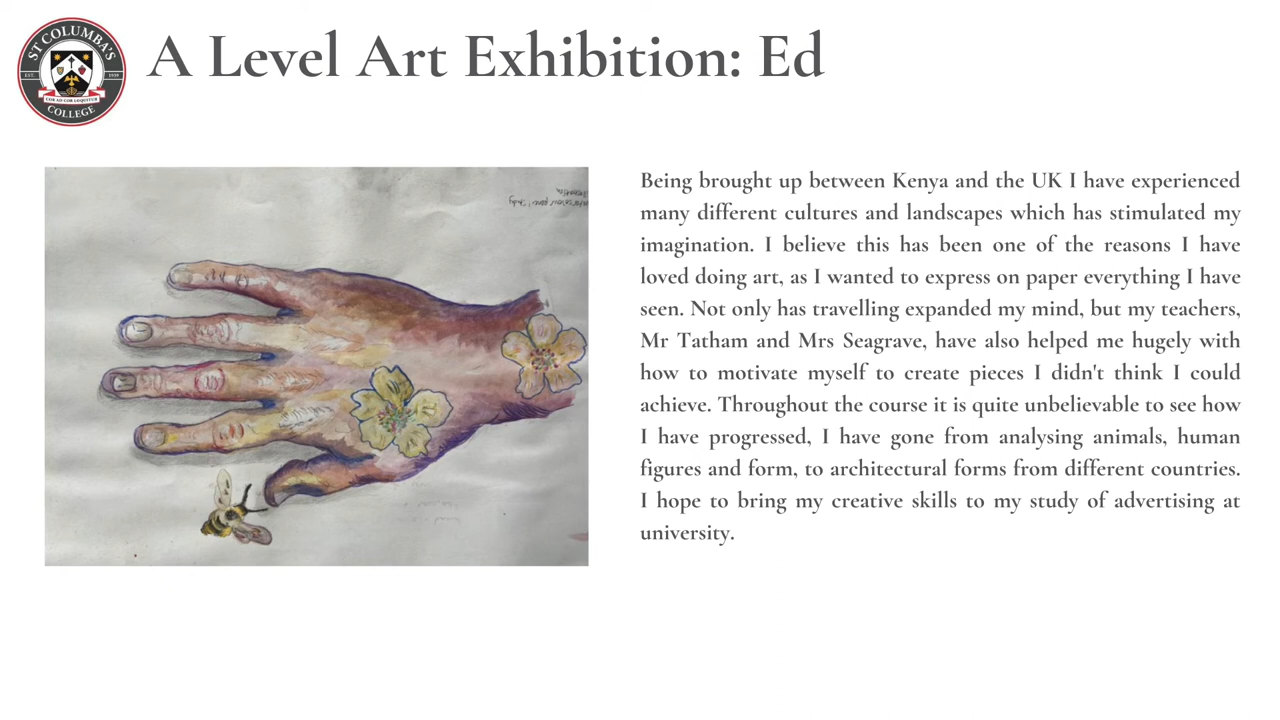 ST COLUMBA'S
EST. 1939
COR AD COR LOQUITUR
COLLEGE
A Level Art Exhibition: Ed
Being brought up between Kenya and the UK I have experienced
many different cultures and landscapes which has stimulated my
imagination. I believe this has been one of the reasons I have
loved doing art, as I wanted to express on paper everything I have
seen. Not only has travelling expanded my mind, but my teachers,
Mr Tatham and Mrs Seagrave, have also helped me hugely with
how to motivate myself to create pieces I didn't think I could
achieve. Throughout the course it is quite unbelievable to see how
I have progressed, I have gone from analysing animals, human
figures and form, to architectural forms from different countries.
I hope to bring my creative skills to my study of advertising at
university.